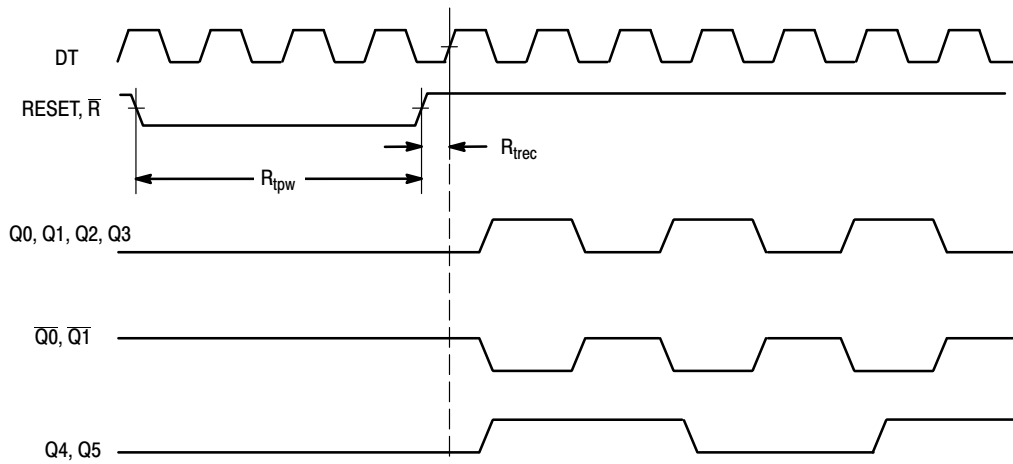 DT
RESET, R̅
R_trec
R_tpw
Q0, Q1, Q2, Q3
Q̅0̅, Q̅1̅
Q4, Q5